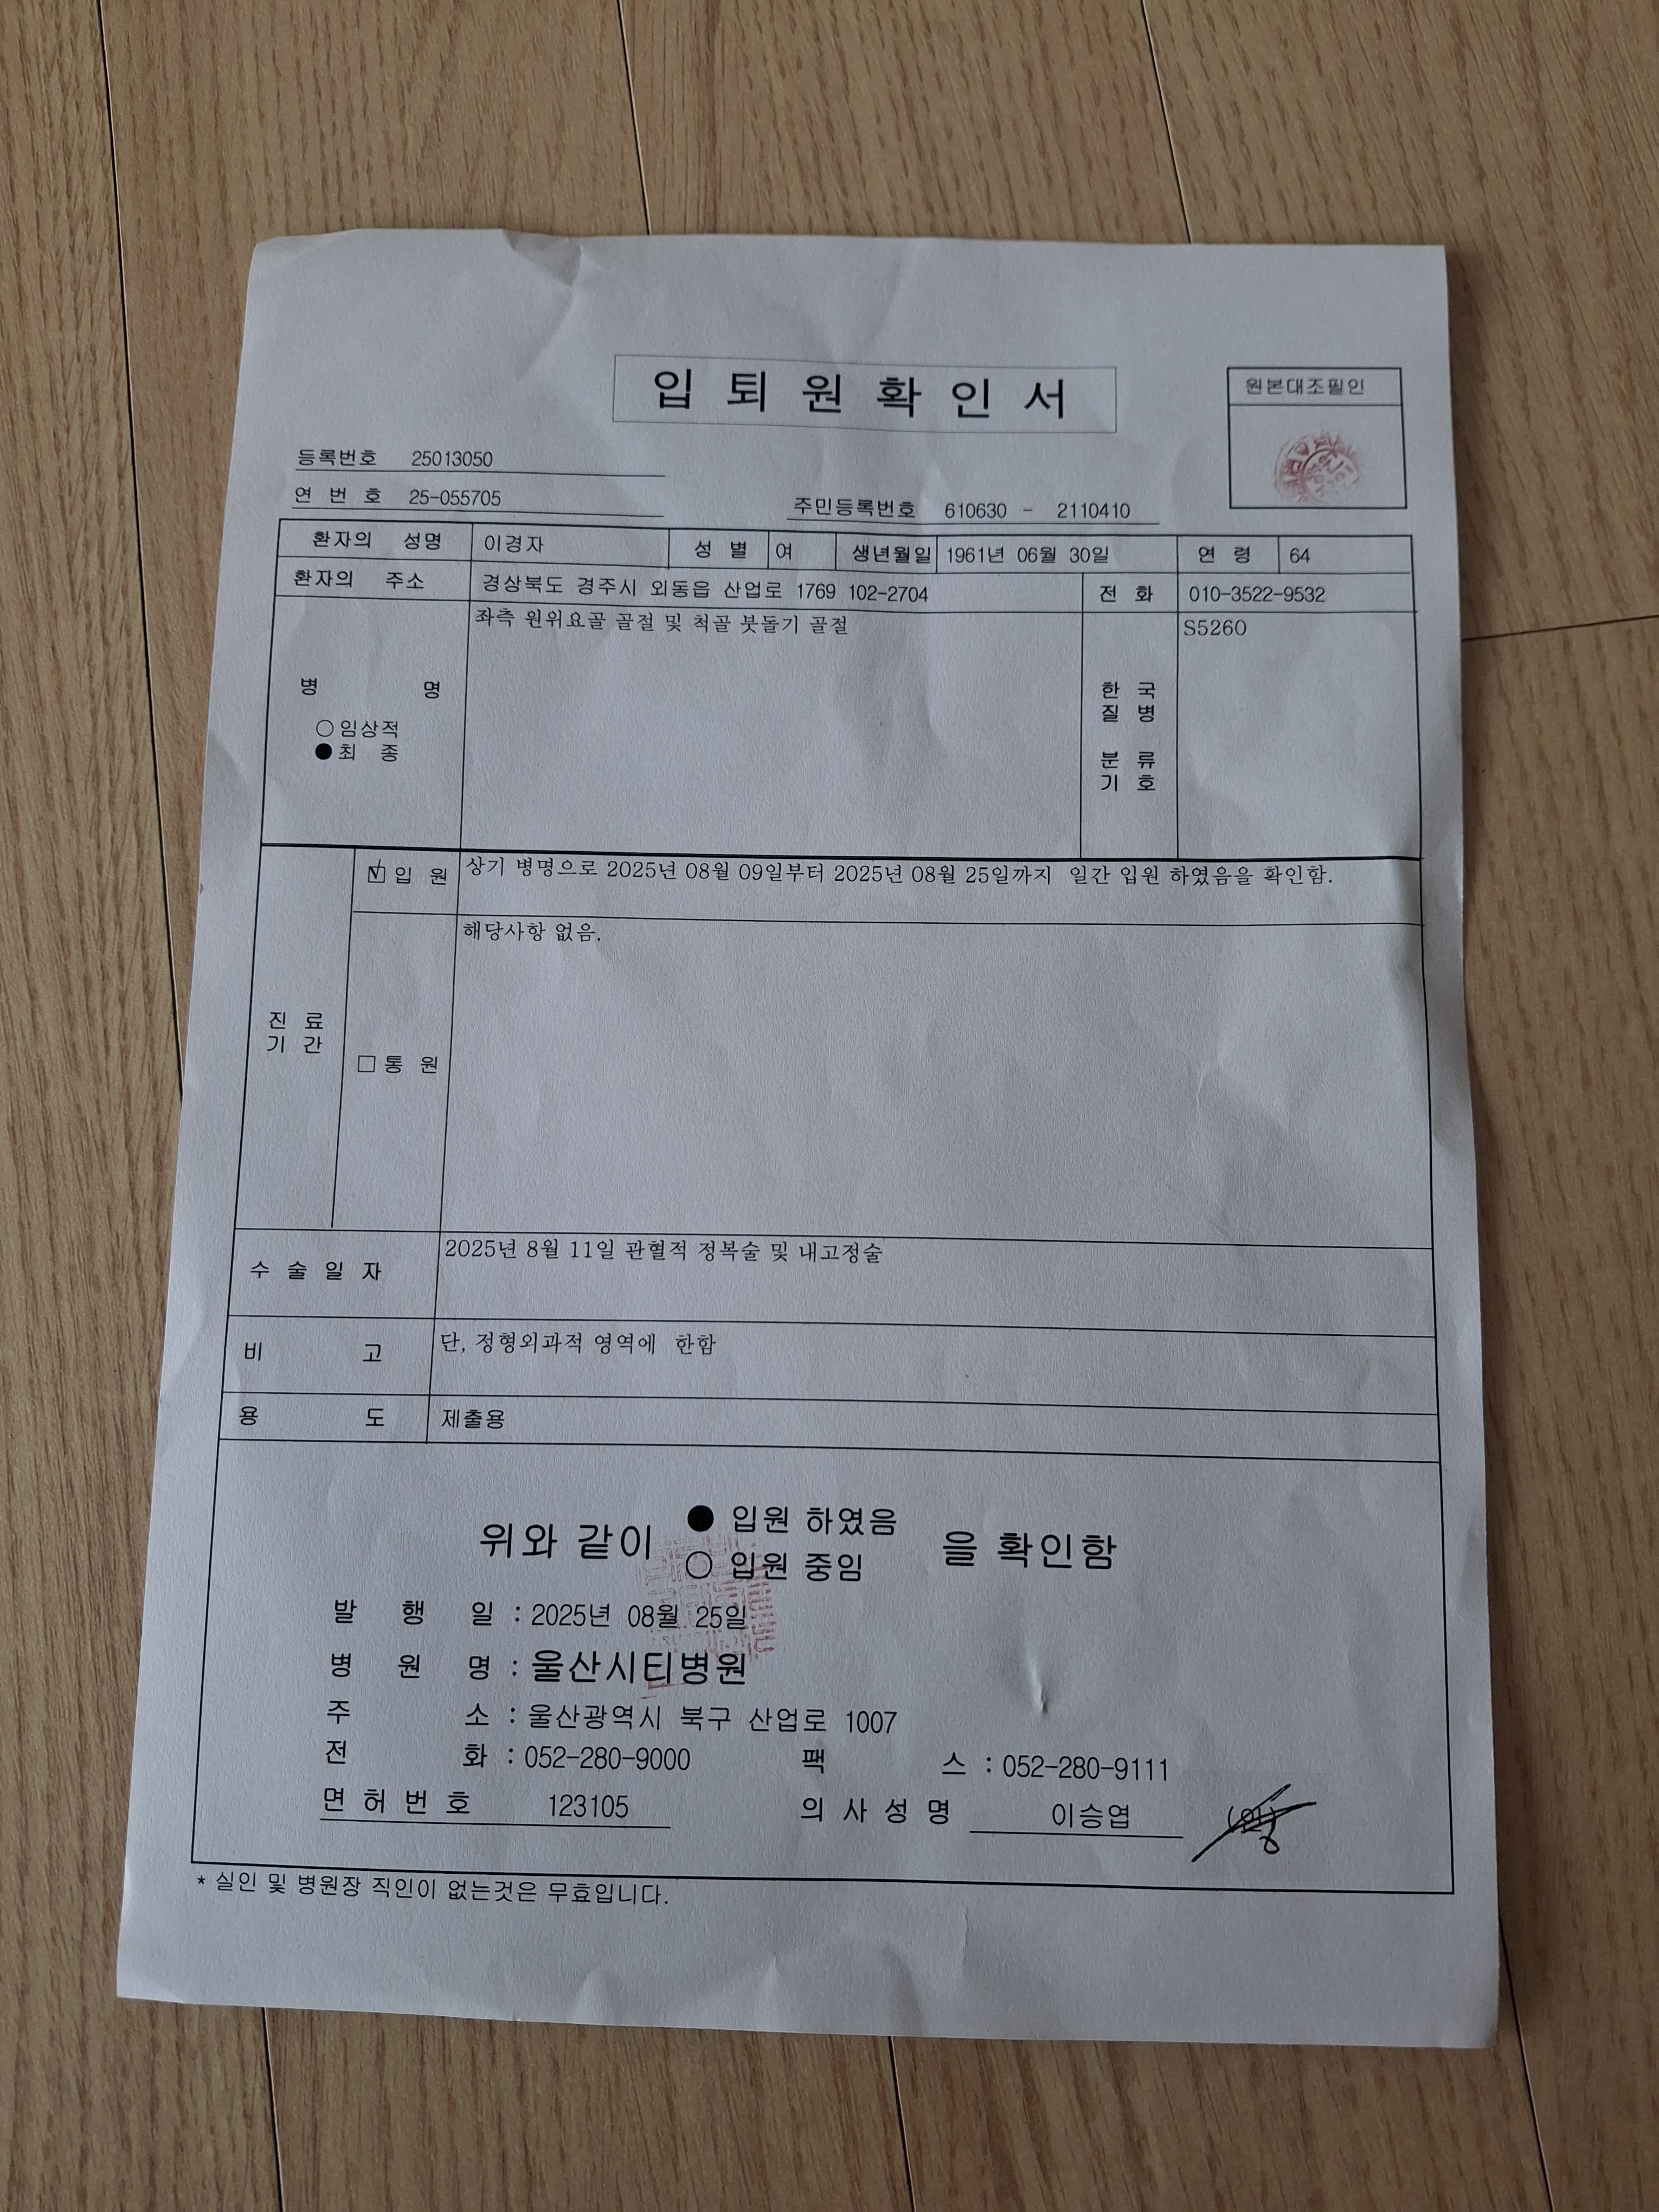 입 퇴 원 확 인 서
원본대조필인
등록번호 25013050
연 번 호 25-055705
주민등록번호 610630 - 2110410
환자의 성명 이경자 성 별 여 생년월일 1961년 06월 30일 연 령 64
환자의 주소 경상북도 경주시 외동읍 산업로 1769 102-2704 전 화 010-3522-9532
병 명
○임상적
●최 종
좌측 원위요골 골절 및 척골 붓돌기 골절
한 국
질 병
분 류
기 호
S5260
진 료
기 간
☑ 입 원 상기 병명으로 2025년 08월 09일부터 2025년 08월 25일까지 일간 입원 하였음을 확인함.
□ 통 원 해당사항 없음.
수 술 일 자 2025년 8월 11일 관혈적 정복술 및 내고정술
비 고 단, 정형외과적 영역에 한함
용 도 제출용
위와 같이 ● 입원 하였음 을 확인함
○ 입원 중임
발 행 일 : 2025년 08월 25일
병 원 명 : 울산시티병원
주 소 : 울산광역시 북구 산업로 1007
전 화 : 052-280-9000 팩 스 : 052-280-9111
면 허 번 호 123105 의 사 성 명 이승엽 (인)
* 실인 및 병원장 직인이 없는것은 무효입니다.